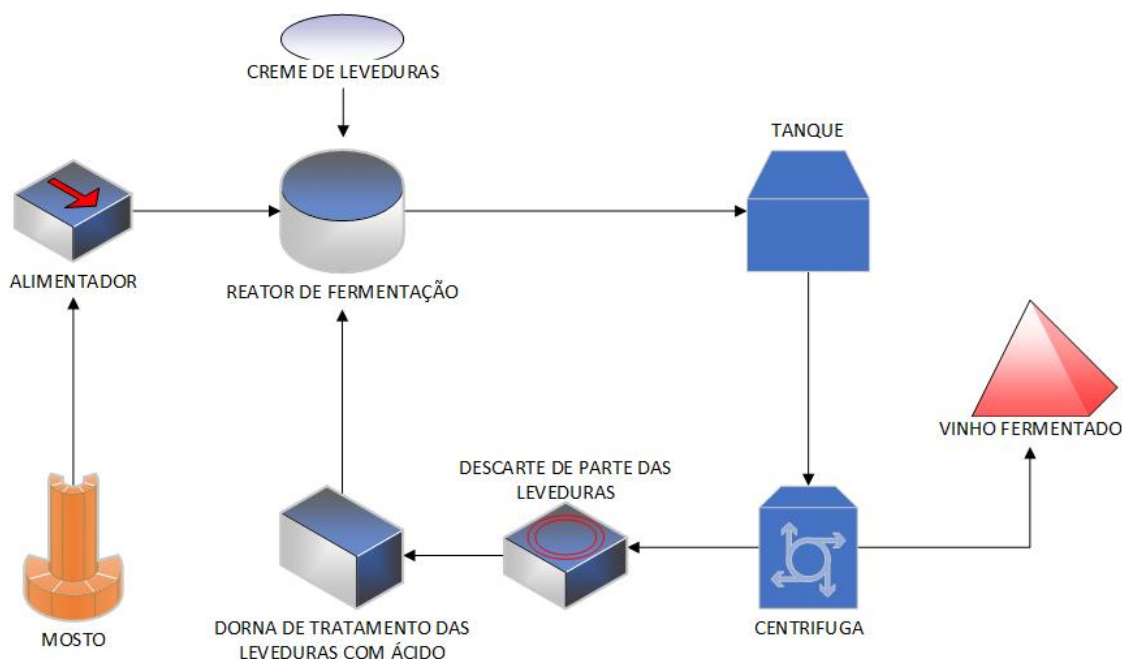 CREME DE LEVEDURAS
TANQUE
ALIMENTADOR
REATOR DE FERMENTAÇÃO
VINHO FERMENTADO
DESCARTE DE PARTE DAS
LEVEDURAS
MOSTO
DORNA DE TRATAMENTO DAS
LEVEDURAS COM ÁCIDO
CENTRIFUGA